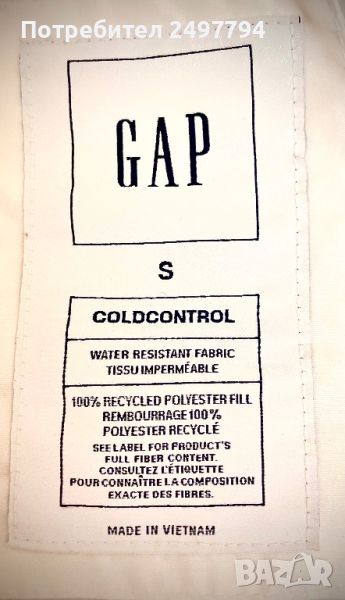 Потребител 2497794
GAP
S
COLDCONTROL
WATER RESISTANT FABRIC
TISSU IMPERMÉABLE
100% RECYCLED POLYESTER FILL
REMBOURRAGE 100%
POLYESTER RECYCLÉ
SEE LABEL FOR PRODUCT'S
FULL FIBER CONTENT.
CONSULTEZ L'ÉTIQUETTE
POUR CONNAÎTRE LA COMPOSITION
EXACTE DES FIBRES.
MADE IN VIETNAM
BAZAR